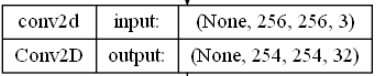 conv2d input: (None, 256, 256, 3)
Conv2D output: (None, 254, 254, 32)